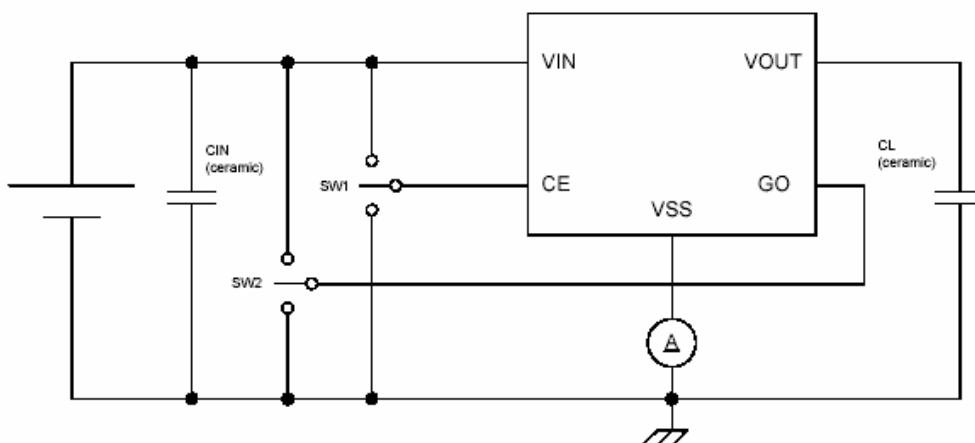 VIN
VOUT
CIN
(ceramic)
CL
(ceramic)
SW1
CE
GO
VSS
SW2
A